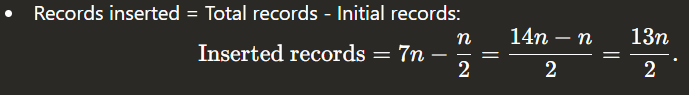 • Records inserted = Total records - Initial records:
Inserted records = 7n − n/2 = (14n − n)/2 = 13n/2.